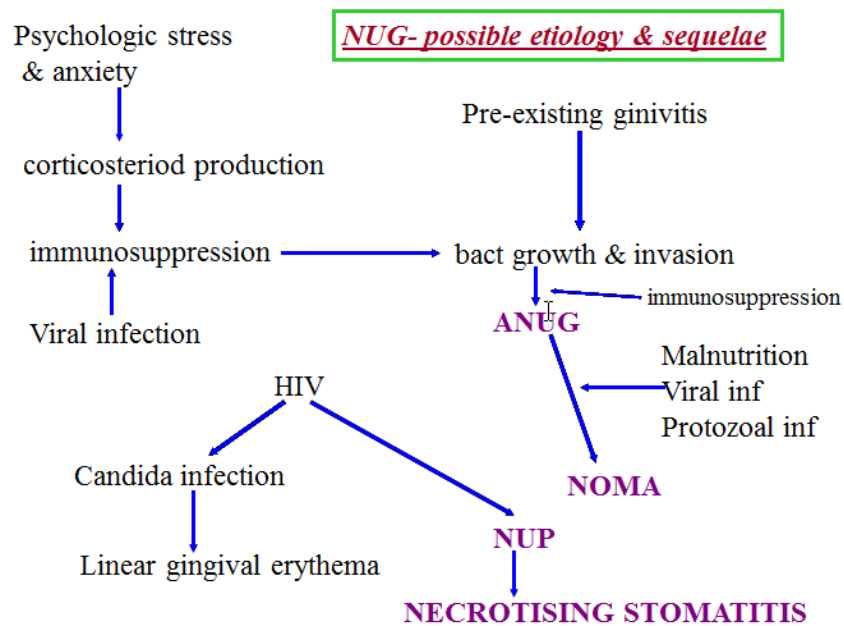 NUG- possible etiology & sequelae
Psychologic stress
& anxiety
Pre-existing ginivitis
corticosteriod production
immunosuppression
bact growth & invasion
immunosuppression
ANUG
Viral infection
Malnutrition
Viral inf
Protozoal inf
HIV
Candida infection
NOMA
NUP
Linear gingival erythema
NECROTISING STOMATITIS